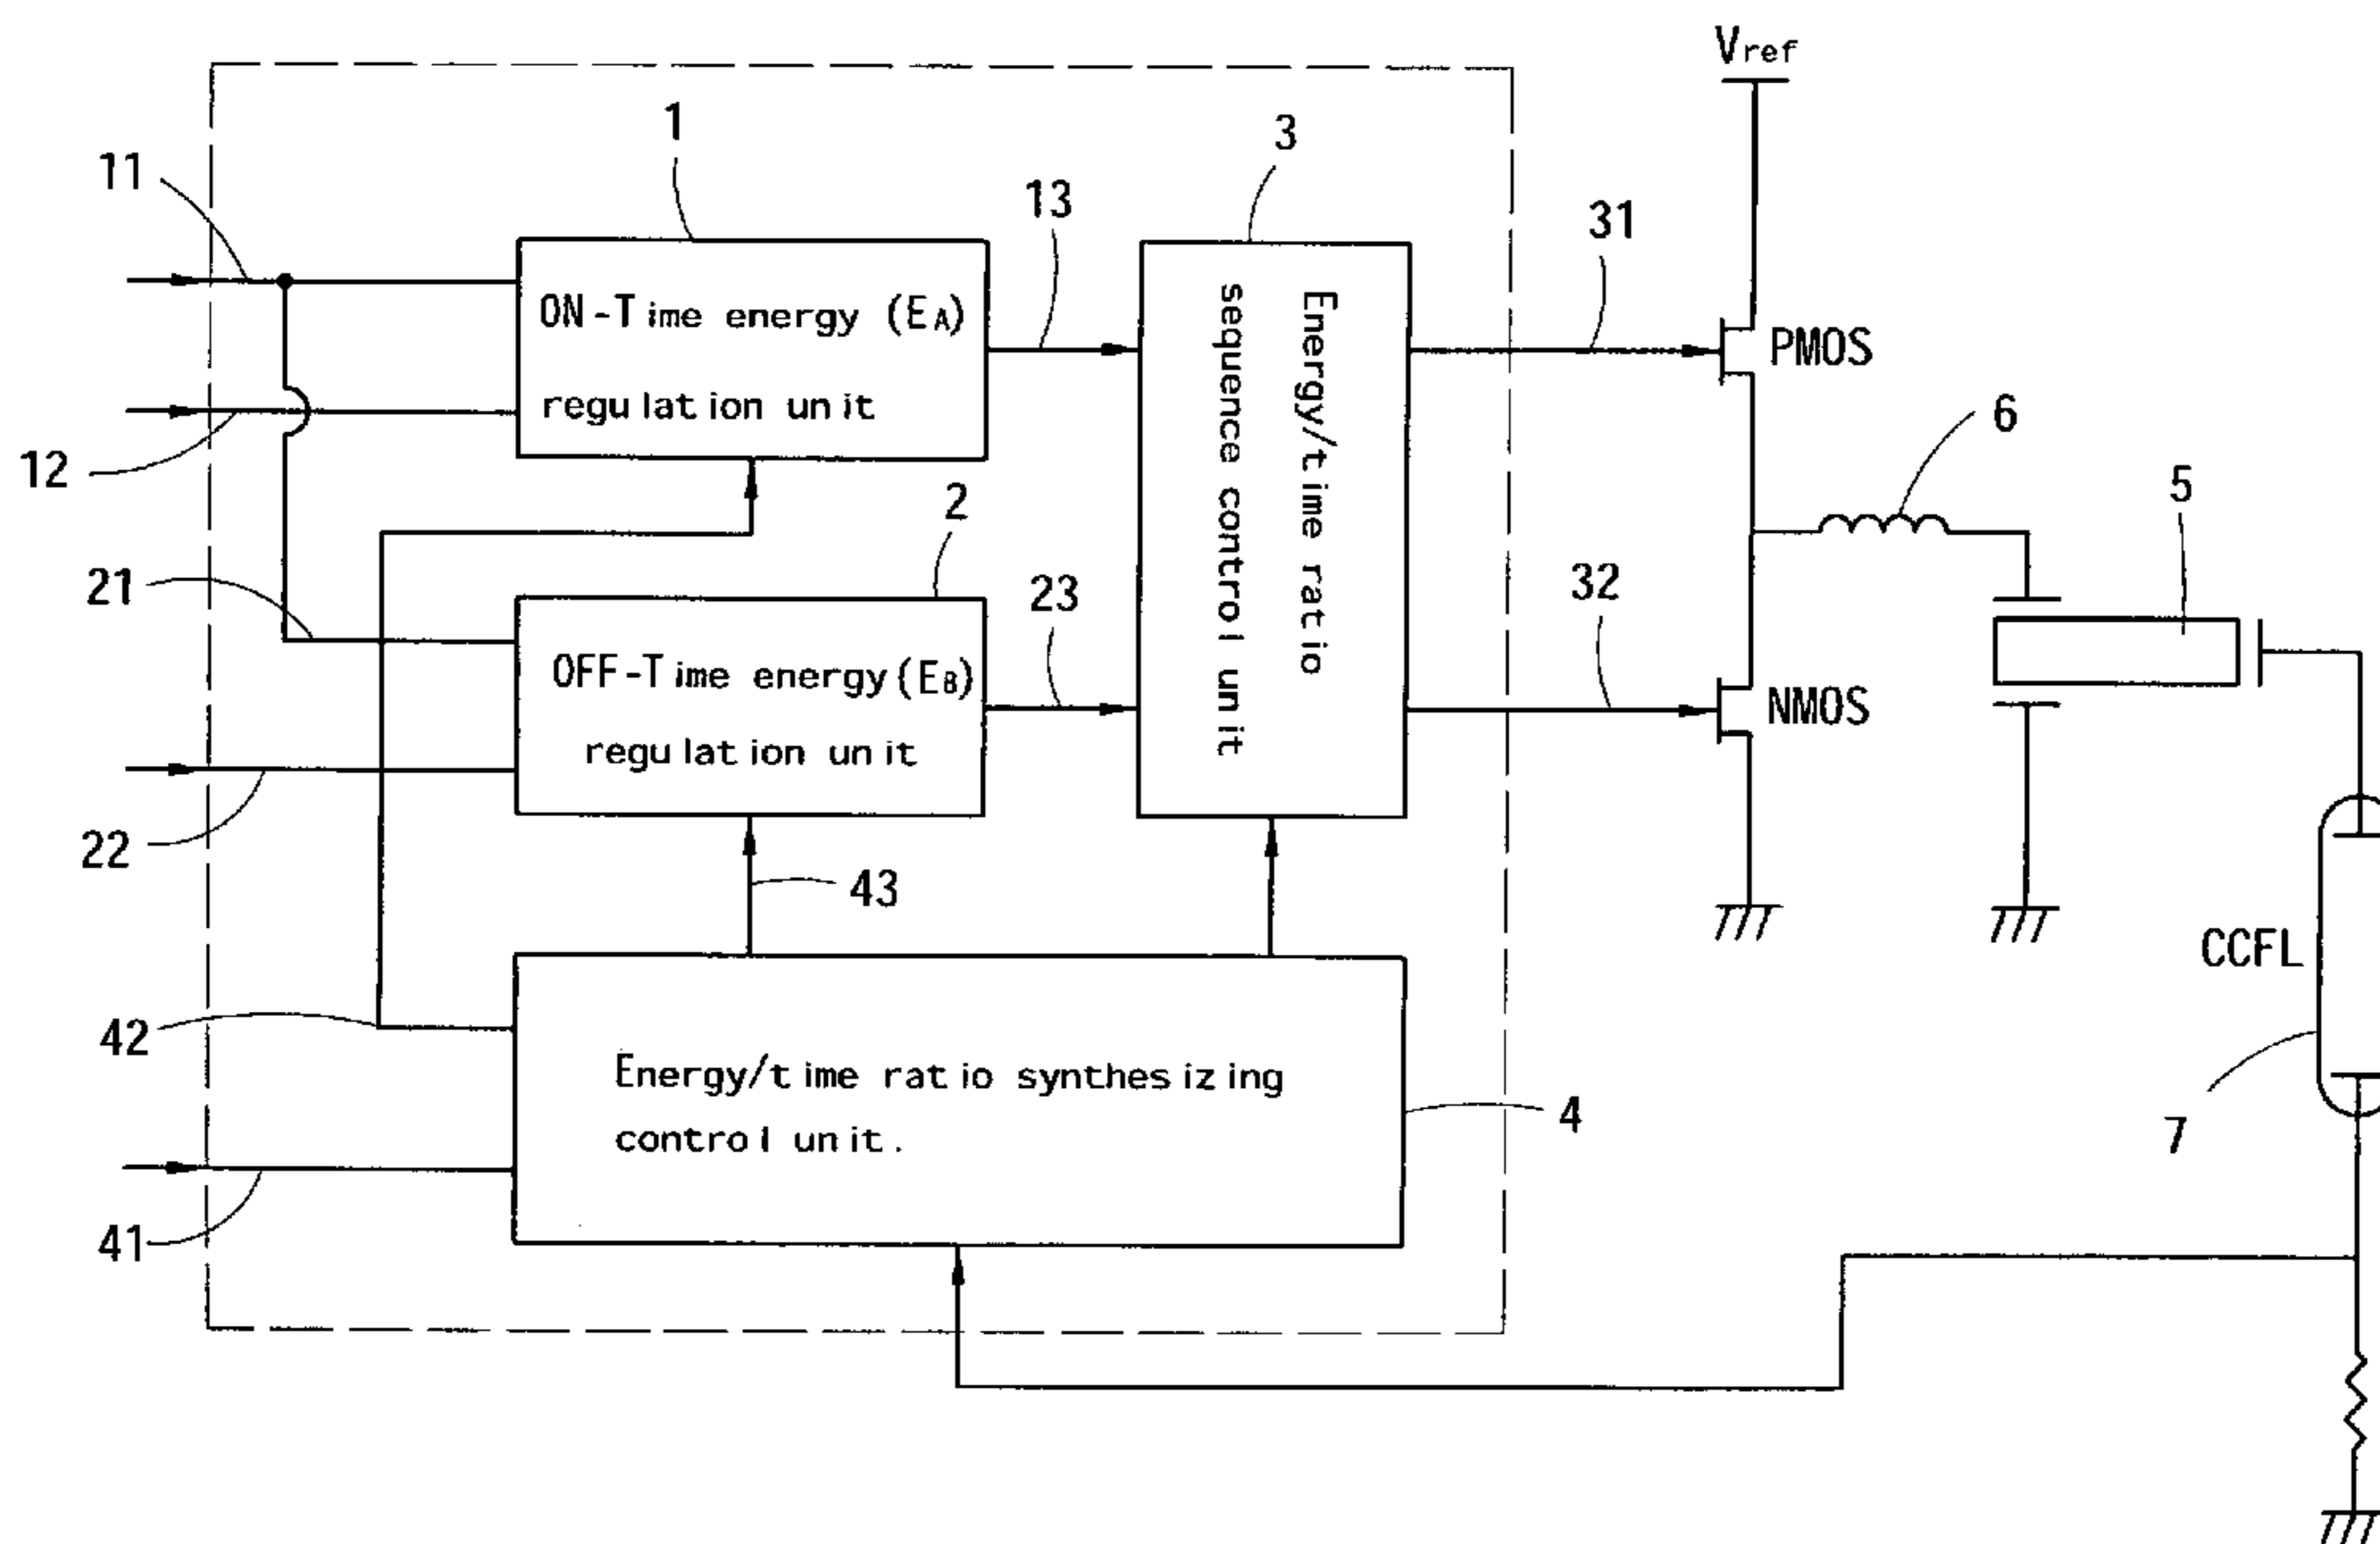 Vref
1
3
11
13
31
ON-Time energy (EA)
regulation unit
Energy/time ratio
sequence control unit
PMOS
12
6
2
5
21
23
32
OFF-Time energy (EB)
regulation unit
NMOS
22
43
CCFL
42
Energy/time ratio synthesizing
control unit.
4
7
41